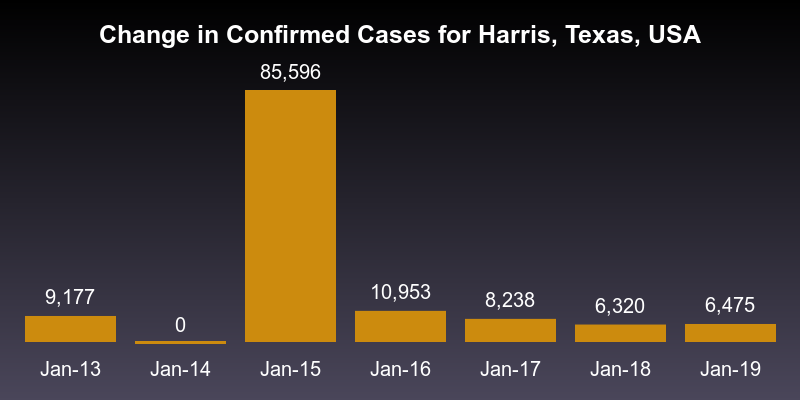 Change in Confirmed Cases for Harris, Texas, USA
85,596
9,177
0
10,953
8,238
6,320
6,475
Jan-13
Jan-14
Jan-15
Jan-16
Jan-17
Jan-18
Jan-19